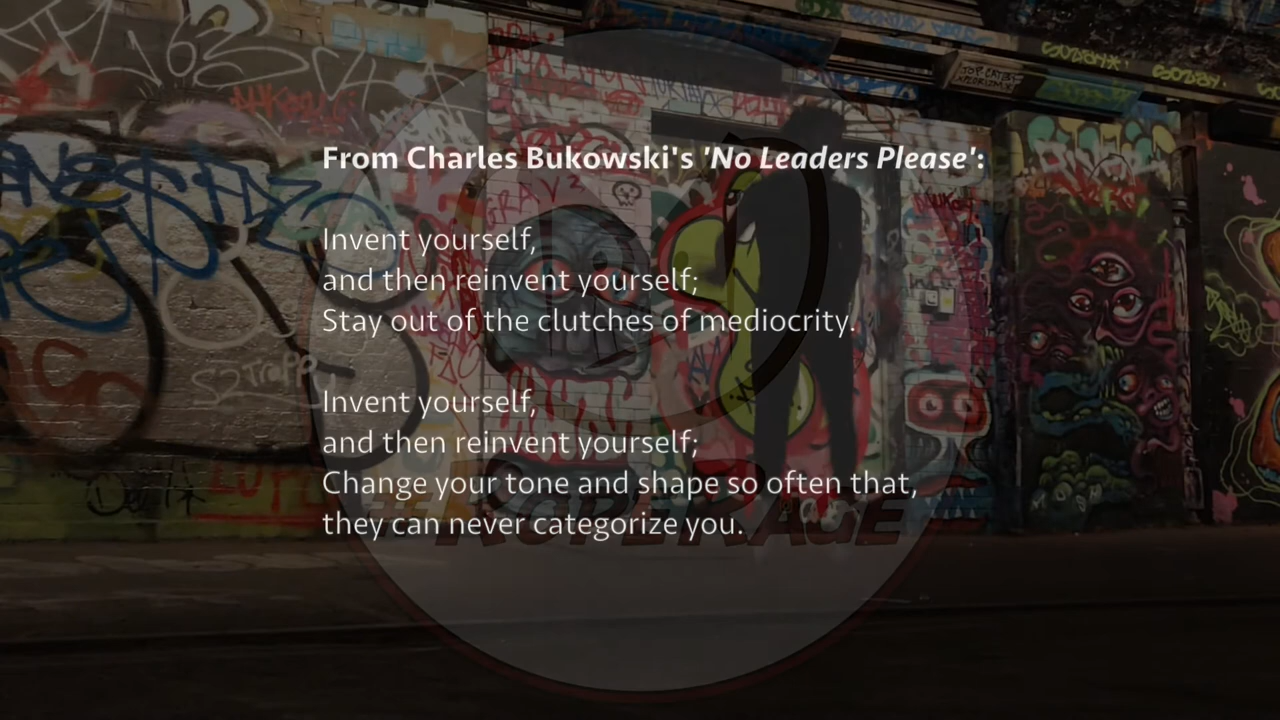 From Charles Bukowski's 'No Leaders Please':
Invent yourself,
and then reinvent yourself;
Stay out of the clutches of mediocrity.
Invent yourself,
and then reinvent yourself;
Change your tone and shape so often that,
they can never categorize you.